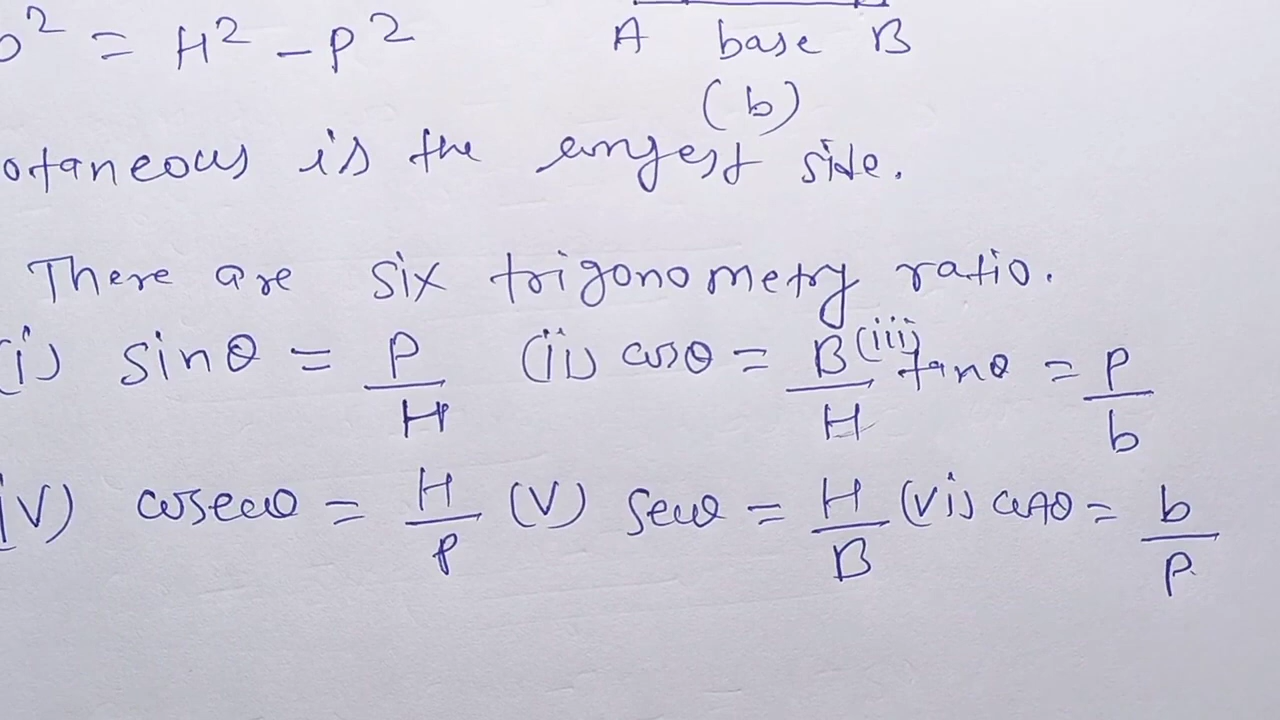 b² = H² - P² A base B
(b)
otaneous is the largest side.
There are six trigonometry ratio.
(i) sinθ = P/H (ii) cosθ = B/H (iii) tanθ = P/b
(iv) cosecθ = H/P (v) secθ = H/B (vi) cotθ = b/P